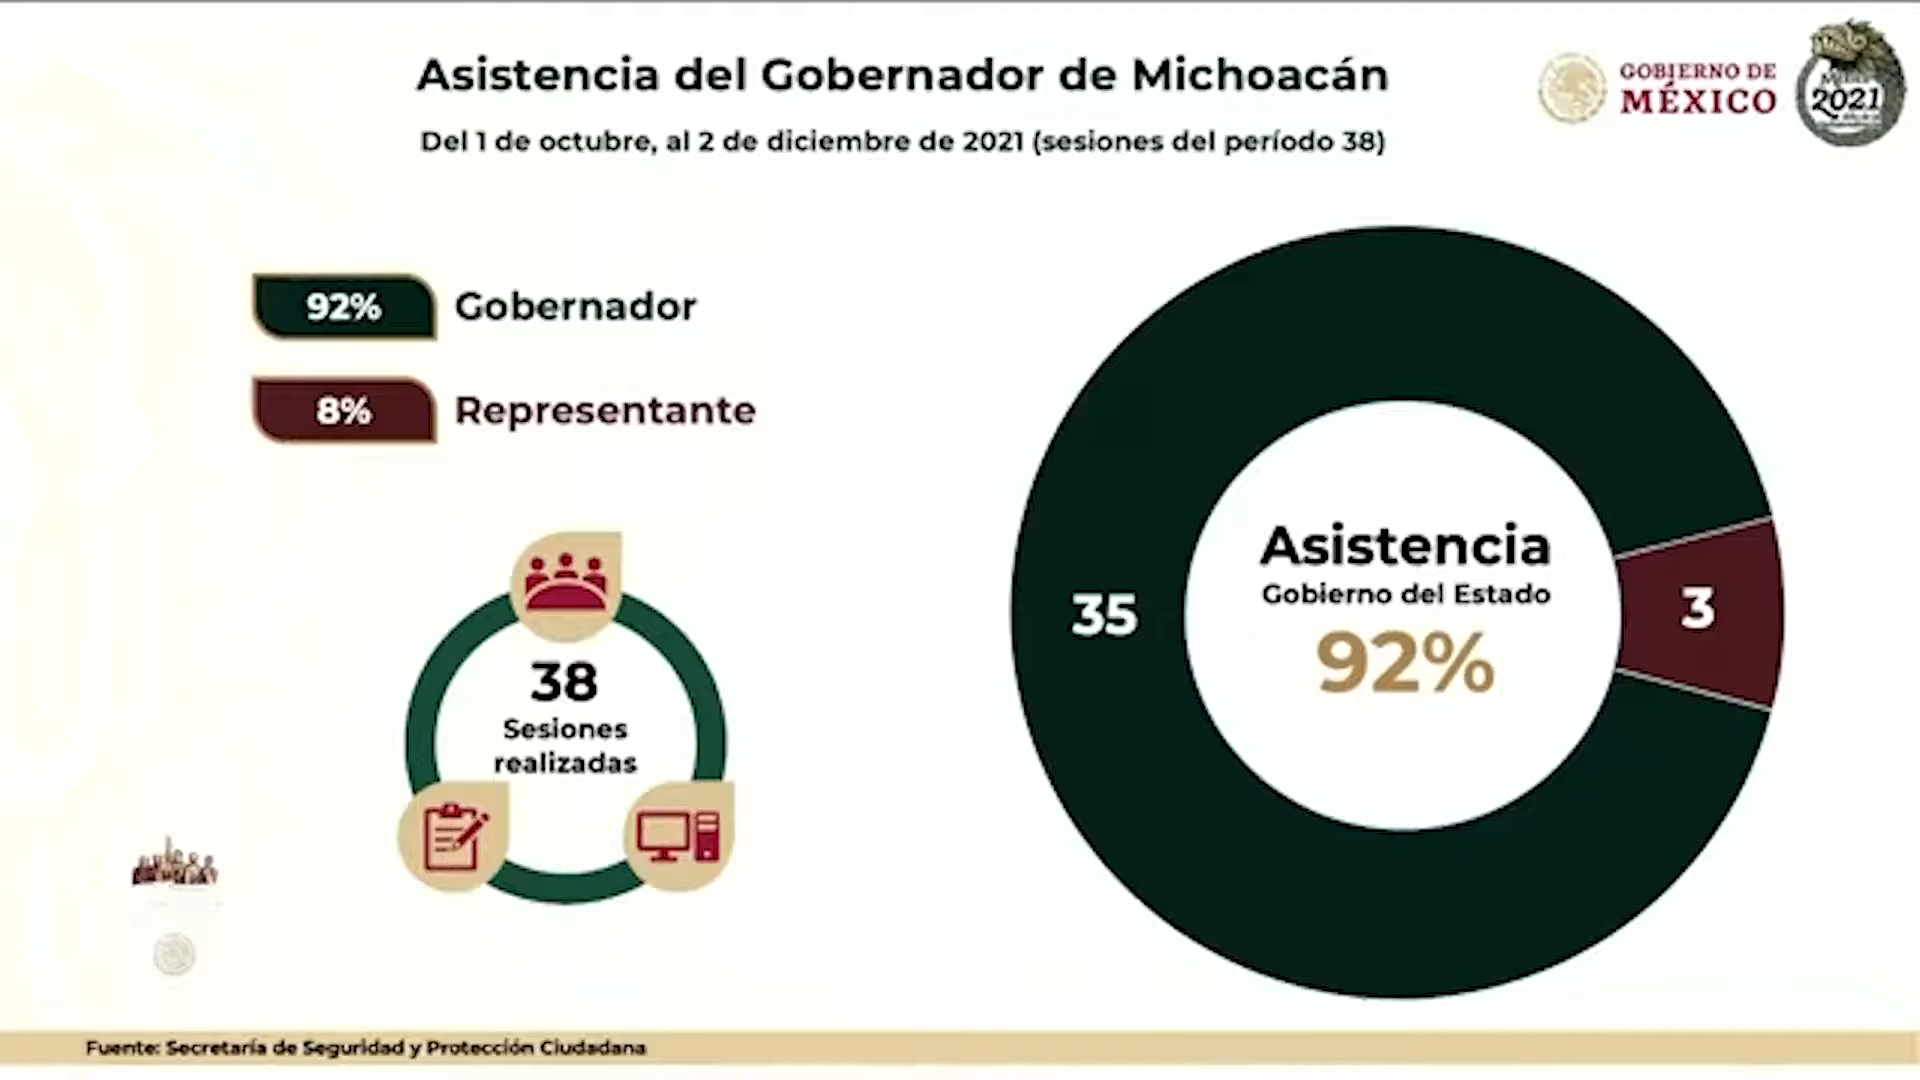 Asistencia del Gobernador de Michoacán
Del 1 de octubre, al 2 de diciembre de 2021 (sesiones del período 38)
GOBIERNO DE
MÉXICO
2021
92%
Gobernador
8%
Representante
38
Sesiones
realizadas
35
Asistencia
Gobierno del Estado
92%
3
Fuente: Secretaría de Seguridad y Protección Ciudadana